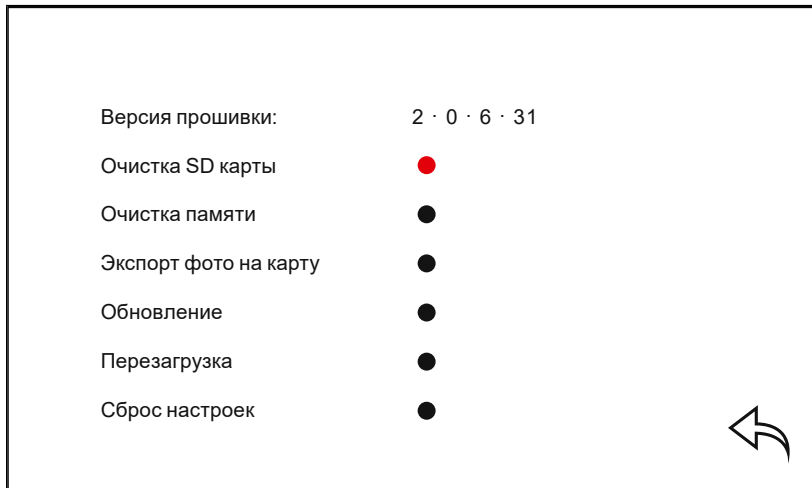 Версия прошивки: 2 · 0 · 6 · 31
Очистка SD карты
Очистка памяти
Экспорт фото на карту
Обновление
Перезагрузка
Сброс настроек